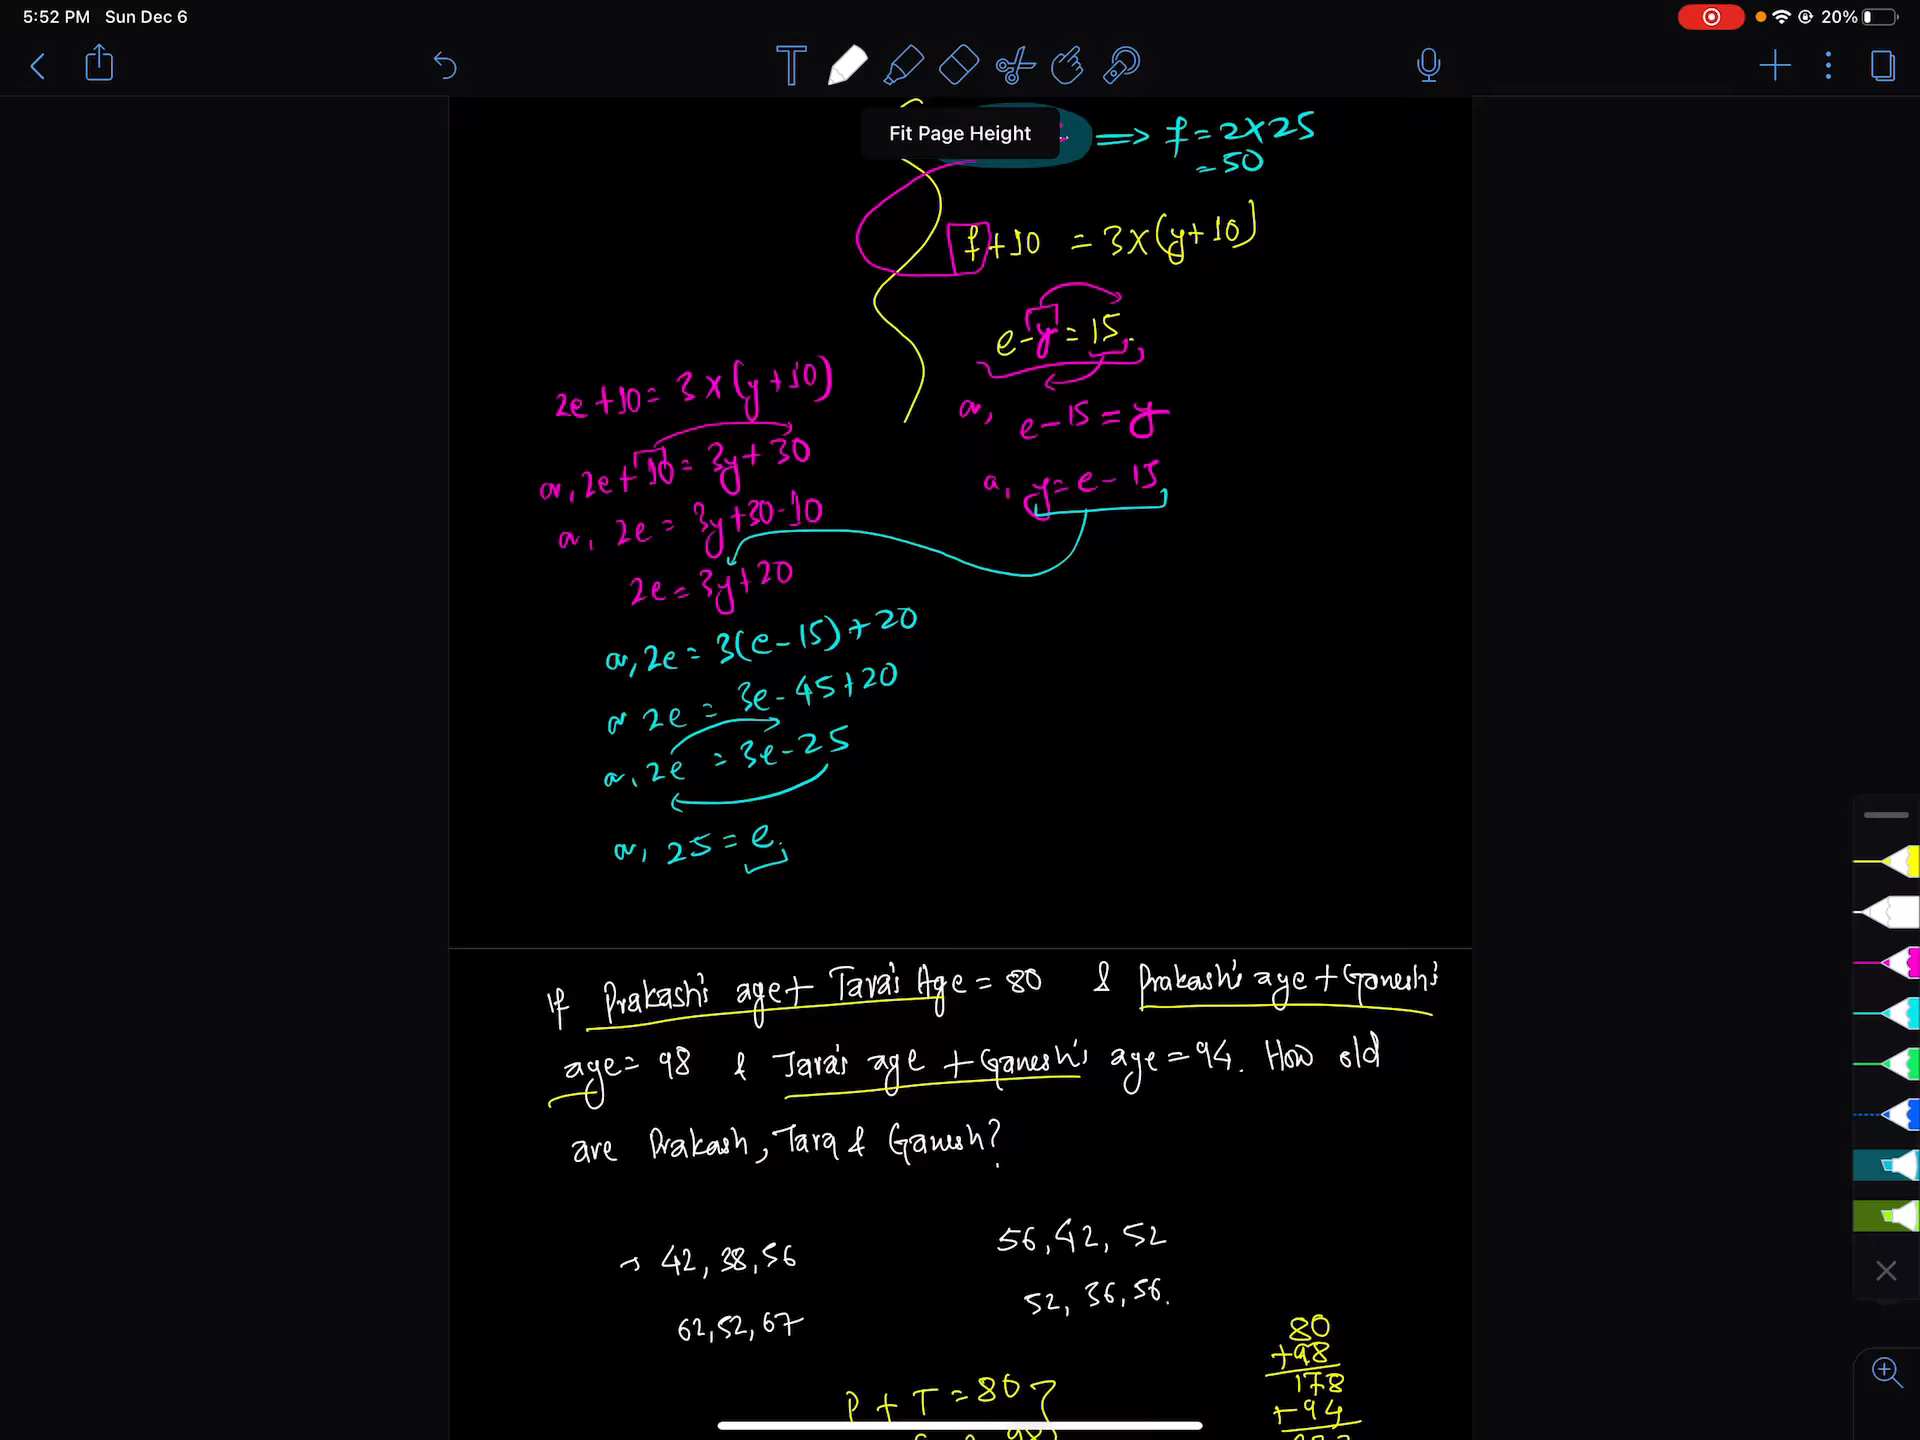 5:52 PM Sun Dec 6
20%
Fit Page Height
⇒ f = 2×25
= 50
f+10 = 3×(y+10)
e-y = 15.
or, e-15 = y
or, y = e-15
2e+10 = 3×(y+10)
or, 2e+10 = 3y+30
or, 2e = 3y+30-10
2e = 3y+20
or, 2e = 3(e-15)+20
or 2e = 3e-45+20
or, 2e = 3e-25
or, 25 = e.
If Prakash's age + Tara's Age = 80 & Prakash's age + Ganesh's
age = 98 & Tara's age + Ganesh's age = 94. How old
are Prakash, Tara & Ganesh?
→ 42, 38, 56
56, 42, 52
62, 52, 67
52, 36, 56.
P + T = 80
80
+98
178
+94